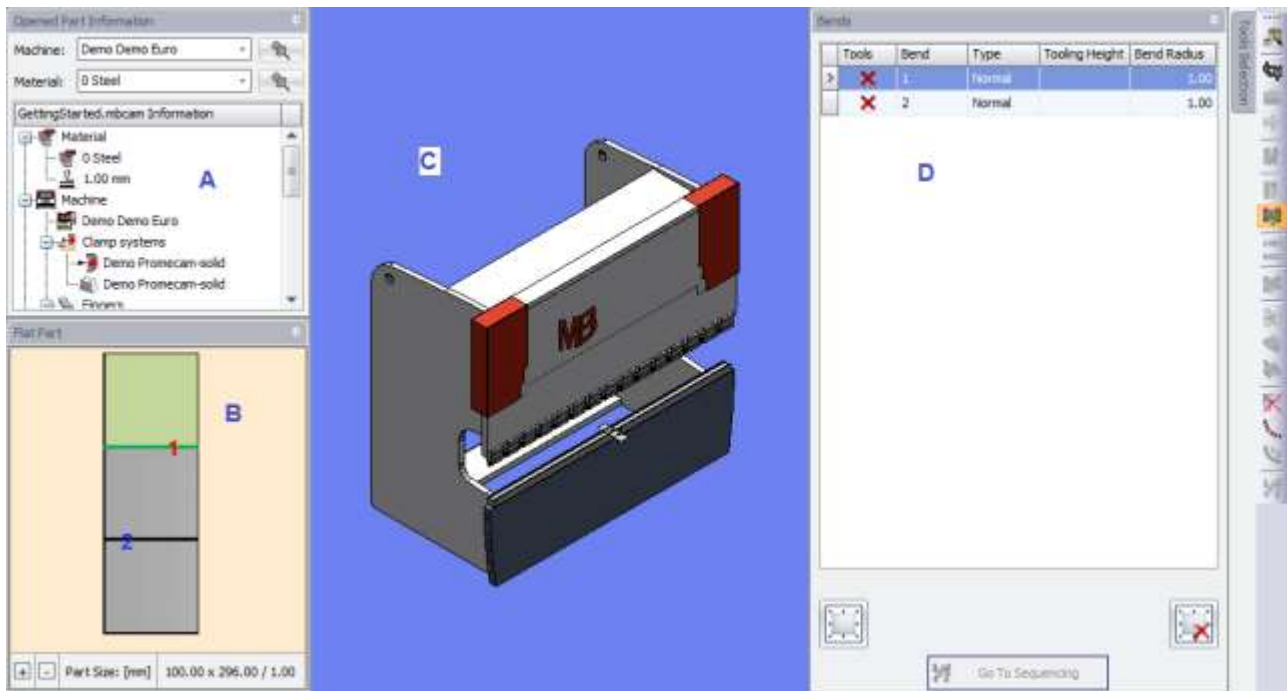 Opened Part Information
Machine: Demo Demo Euro
Material: 0 Steel
GettingStarted.mbcam Information
Material
0 Steel
1.00 mm
Machine
Demo Demo Euro
Clamp systems
Demo Promecam-solid
Demo Promecam-solid
Fingers
A
Flat Part
B
1
2
Part Size: [mm] 100.00 x 296.00 / 1.00
C
MB
Bends
Tools Bend Type Tooling Height Bend Radius
1 Normal 1.00
2 Normal 1.00
D
Go To Sequencing
Tools Selection